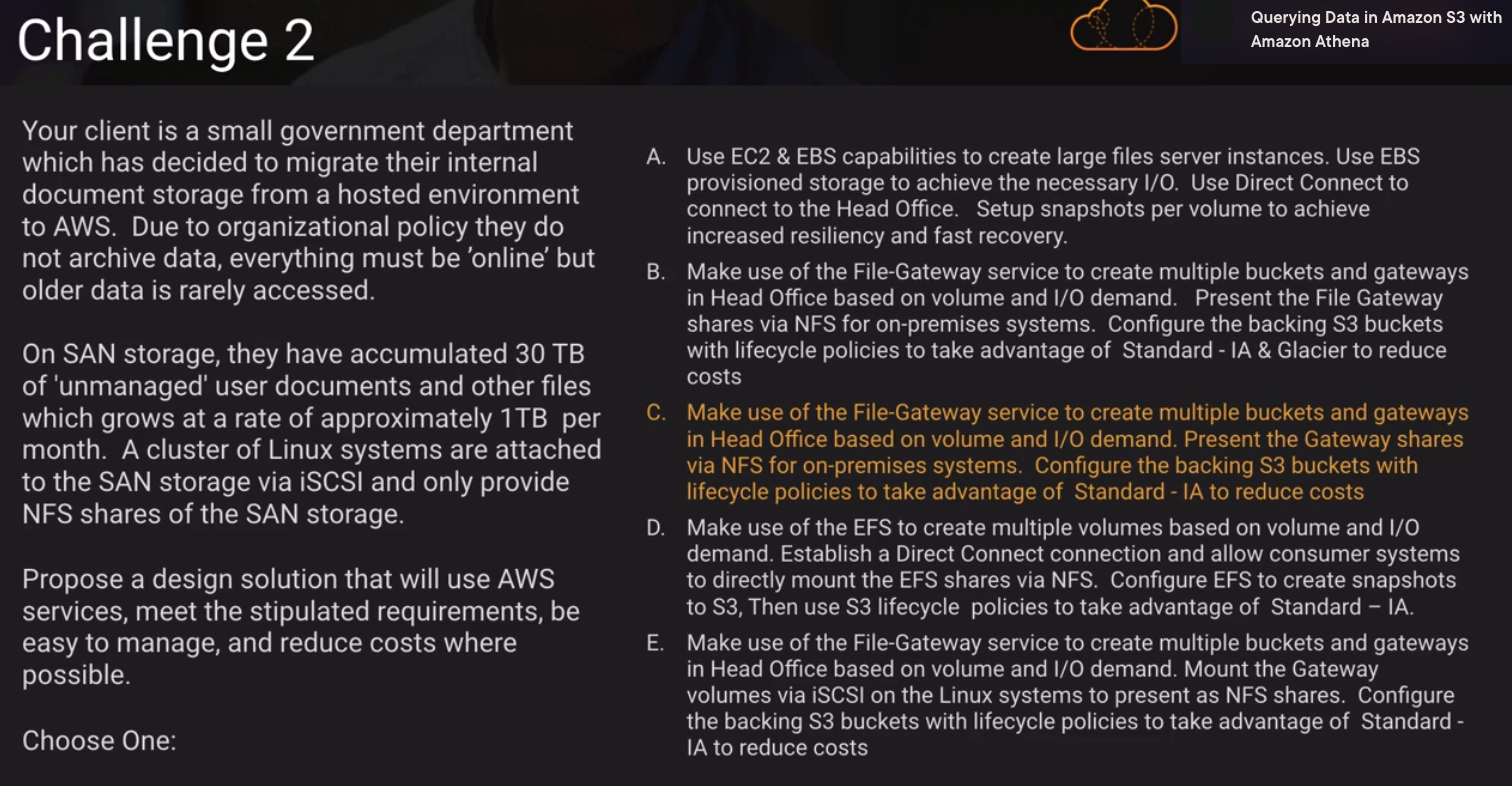 Challenge 2
Querying Data in Amazon S3 with
Amazon Athena
Your client is a small government department
which has decided to migrate their internal
document storage from a hosted environment
to AWS.  Due to organizational policy they do
not archive data, everything must be ’online’ but
older data is rarely accessed.
On SAN storage, they have accumulated 30 TB
of 'unmanaged' user documents and other files
which grows at a rate of approximately 1TB  per
month.  A cluster of Linux systems are attached
to the SAN storage via iSCSI and only provide
NFS shares of the SAN storage.
Propose a design solution that will use AWS
services, meet the stipulated requirements, be
easy to manage, and reduce costs where
possible.
Choose One:
A. Use EC2 & EBS capabilities to create large files server instances. Use EBS
provisioned storage to achieve the necessary I/O.  Use Direct Connect to
connect to the Head Office.   Setup snapshots per volume to achieve
increased resiliency and fast recovery.
B. Make use of the File-Gateway service to create multiple buckets and gateways
in Head Office based on volume and I/O demand.   Present the File Gateway
shares via NFS for on-premises systems.  Configure the backing S3 buckets
with lifecycle policies to take advantage of  Standard - IA & Glacier to reduce
costs
C. Make use of the File-Gateway service to create multiple buckets and gateways
in Head Office based on volume and I/O demand. Present the Gateway shares
via NFS for on-premises systems.  Configure the backing S3 buckets with
lifecycle policies to take advantage of  Standard - IA to reduce costs
D. Make use of the EFS to create multiple volumes based on volume and I/O
demand. Establish a Direct Connect connection and allow consumer systems
to directly mount the EFS shares via NFS.  Configure EFS to create snapshots
to S3, Then use S3 lifecycle  policies to take advantage of  Standard – IA.
E. Make use of the File-Gateway service to create multiple buckets and gateways
in Head Office based on volume and I/O demand. Mount the Gateway
volumes via iSCSI on the Linux systems to present as NFS shares.  Configure
the backing S3 buckets with lifecycle policies to take advantage of  Standard -
IA to reduce costs